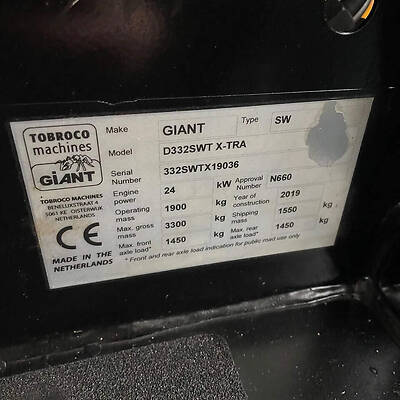 TOBROCO
machines
GiANT
TOBROCO MACHINES
BENELUXSTRAAT 4
5061 KE OISTERWIJK
NETHERLANDS
CE
MADE IN THE
NETHERLANDS
Make GIANT Type SW
Model D332SWT X-TRA
Serial Number 332SWTX19036
Engine power 24 kW Approval Number N660
Operating mass 1900 kg Year of construction 2019
Max. gross mass 3300 kg Shipping mass 1550 kg
Max. front axle load* 1450 kg Max. rear axle load* 1450 kg
* Front and rear axle load indication for public road use only